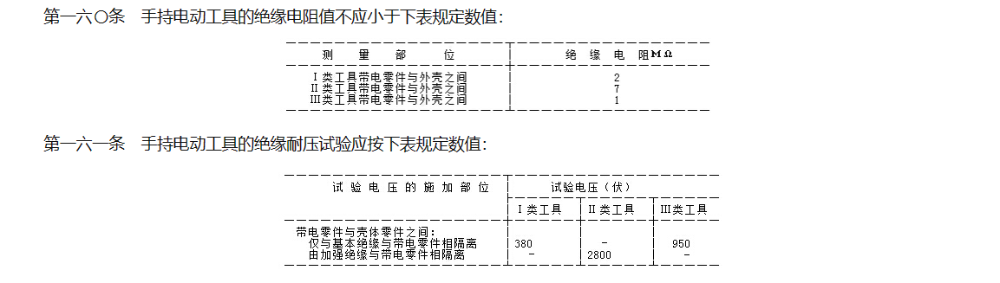 第一六〇条 手持电动工具的绝缘电阻值不应小于下表规定数值：
测 量 部 位 绝 缘 电 阻MΩ
Ⅰ类工具带电零件与外壳之间 2
Ⅱ类工具带电零件与外壳之间 7
Ⅲ类工具带电零件与外壳之间 1
第一六一条 手持电动工具的绝缘耐压试验应按下表规定数值：
试 验 电 压 的 施 加 部 位 试验电压（伏）
Ⅰ类工具 Ⅱ类工具 Ⅲ类工具
带电零件与壳体零件之间：
仅与基本绝缘与带电零件相隔离 380 － 950
由加强绝缘与带电零件相隔离 － 2800 －